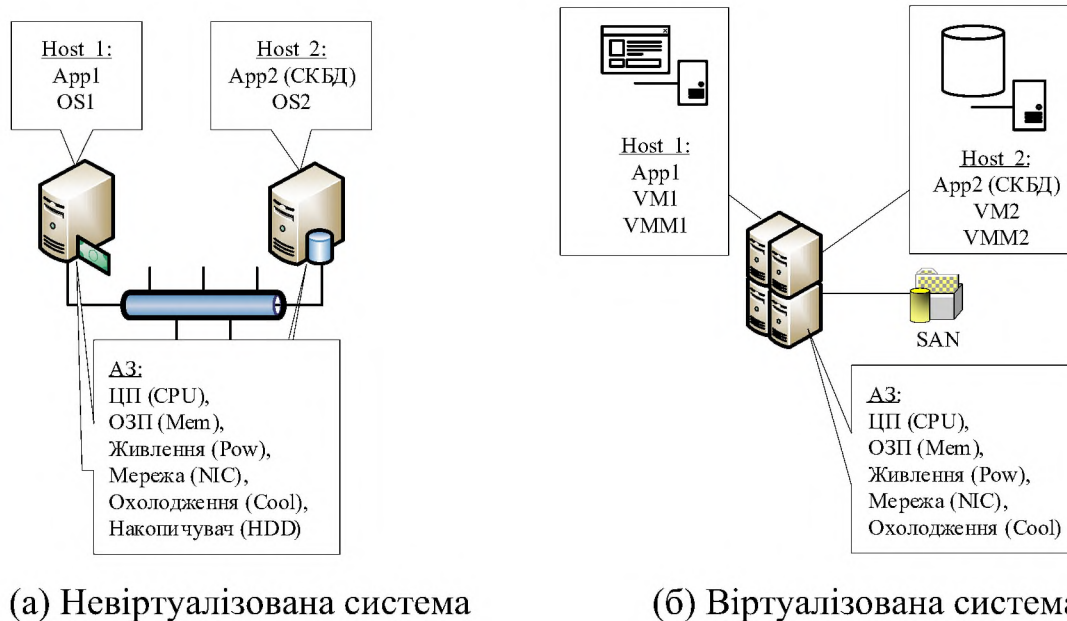 Host 1:
App1
OS1
Host 2:
App2 (СКБД)
OS2
АЗ:
ЦП (CPU),
ОЗП (Mem),
Живлення (Pow),
Мережа (NIC),
Охолодження (Cool),
Накопичувач (HDD)
(а) Невіртуалізована система
Host 1:
App1
VM1
VMM1
Host 2:
App2 (СКБД)
VM2
VMM2
SAN
АЗ:
ЦП (CPU),
ОЗП (Mem),
Живлення (Pow),
Мережа (NIC),
Охолодження (Cool)
(б) Віртуалізована система